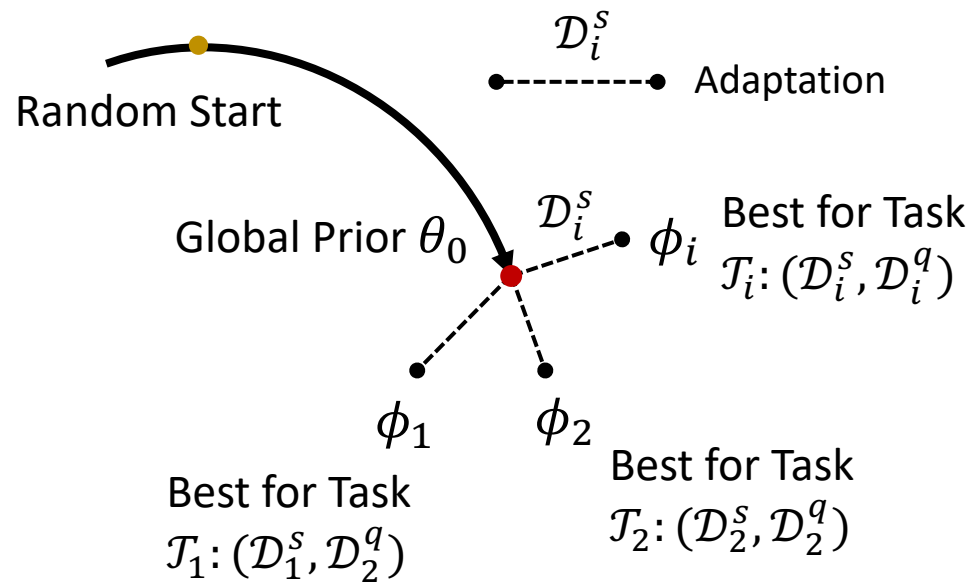 𝒟ᵢˢ
Adaptation
Random Start
Global Prior θ₀
𝒟ᵢˢ
ϕᵢ
Best for Task
𝒯ᵢ: (𝒟ᵢˢ, 𝒟ᵢ^q)
ϕ₁
ϕ₂
Best for Task
𝒯₁: (𝒟₁ˢ, 𝒟₂^q)
Best for Task
𝒯₂: (𝒟₂ˢ, 𝒟₂^q)